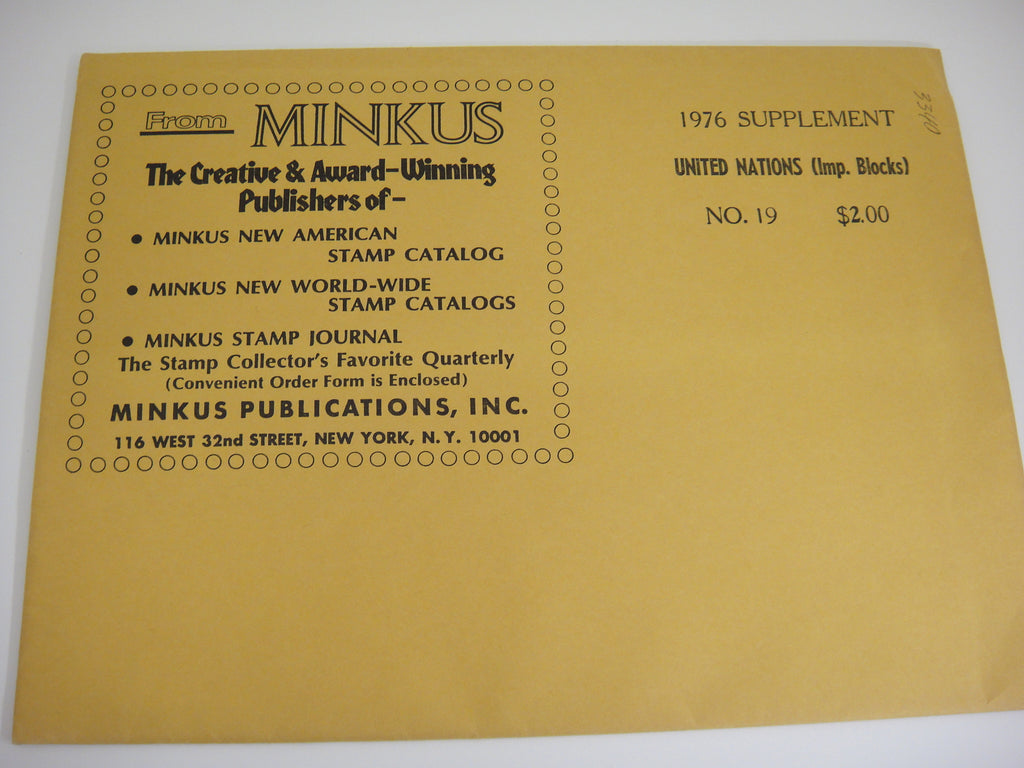 From MINKUS
The Creative & Award-Winning
Publishers of -
• MINKUS NEW AMERICAN
STAMP CATALOG
• MINKUS NEW WORLD-WIDE
STAMP CATALOGS
• MINKUS STAMP JOURNAL
The Stamp Collector's Favorite Quarterly
(Convenient Order Form is Enclosed)
MINKUS PUBLICATIONS, INC.
116 WEST 32nd STREET, NEW YORK, N.Y. 10001
1976 SUPPLEMENT
UNITED NATIONS (Imp. Blocks)
NO. 19 $2.00
3340